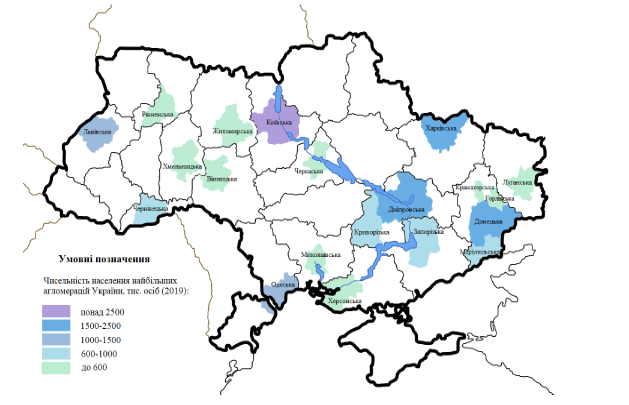 Рівненська
Львівська
Житомирська
Київська
Харківська
Хмельницька
Вінницька
Черкаська
Краматорська
Луганська
Горлівська
Чернівецька
Дніпровська
Донецька
Криворізька
Запорізька
Маріупольська
Миколаївська
Одеська
Херсонська
Умовні позначення
Чисельність населення найбільших
агломерацій України, тис. осіб (2019):
понад 2500
1500-2500
1000-1500
600-1000
до 600